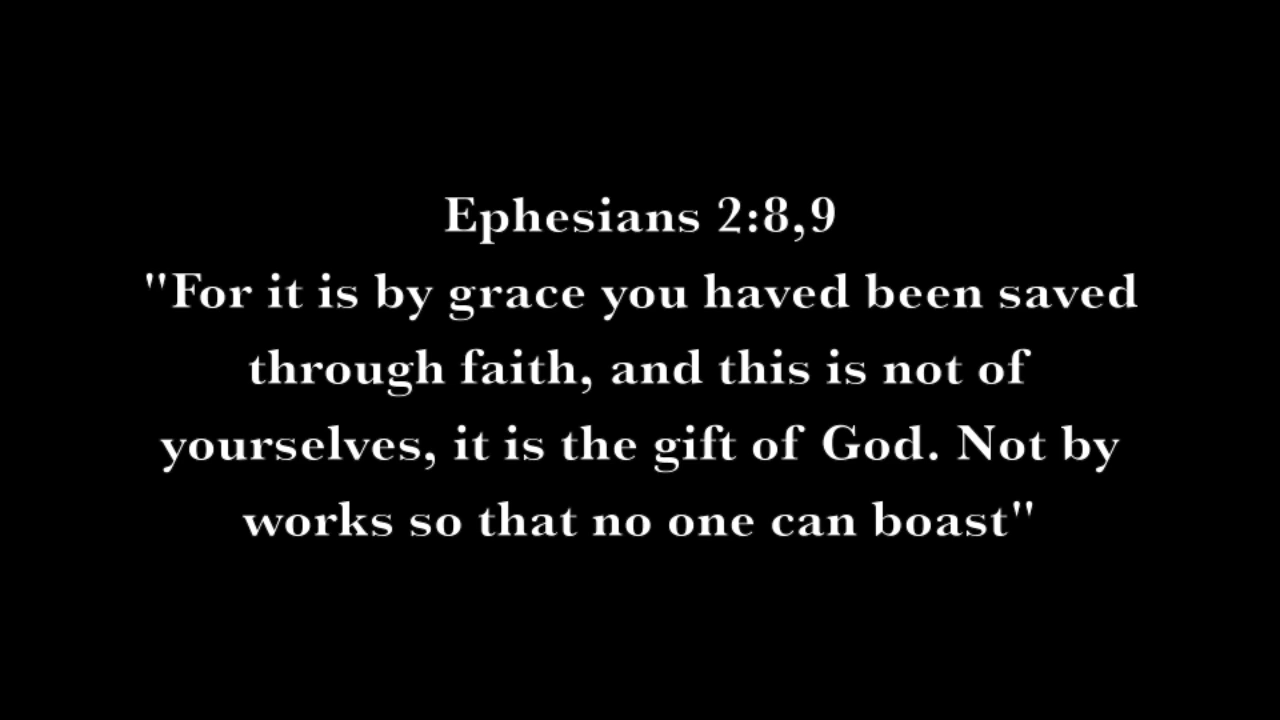 Ephesians 2:8,9
"For it is by grace you haved been saved
through faith, and this is not of
yourselves, it is the gift of God. Not by
works so that no one can boast"